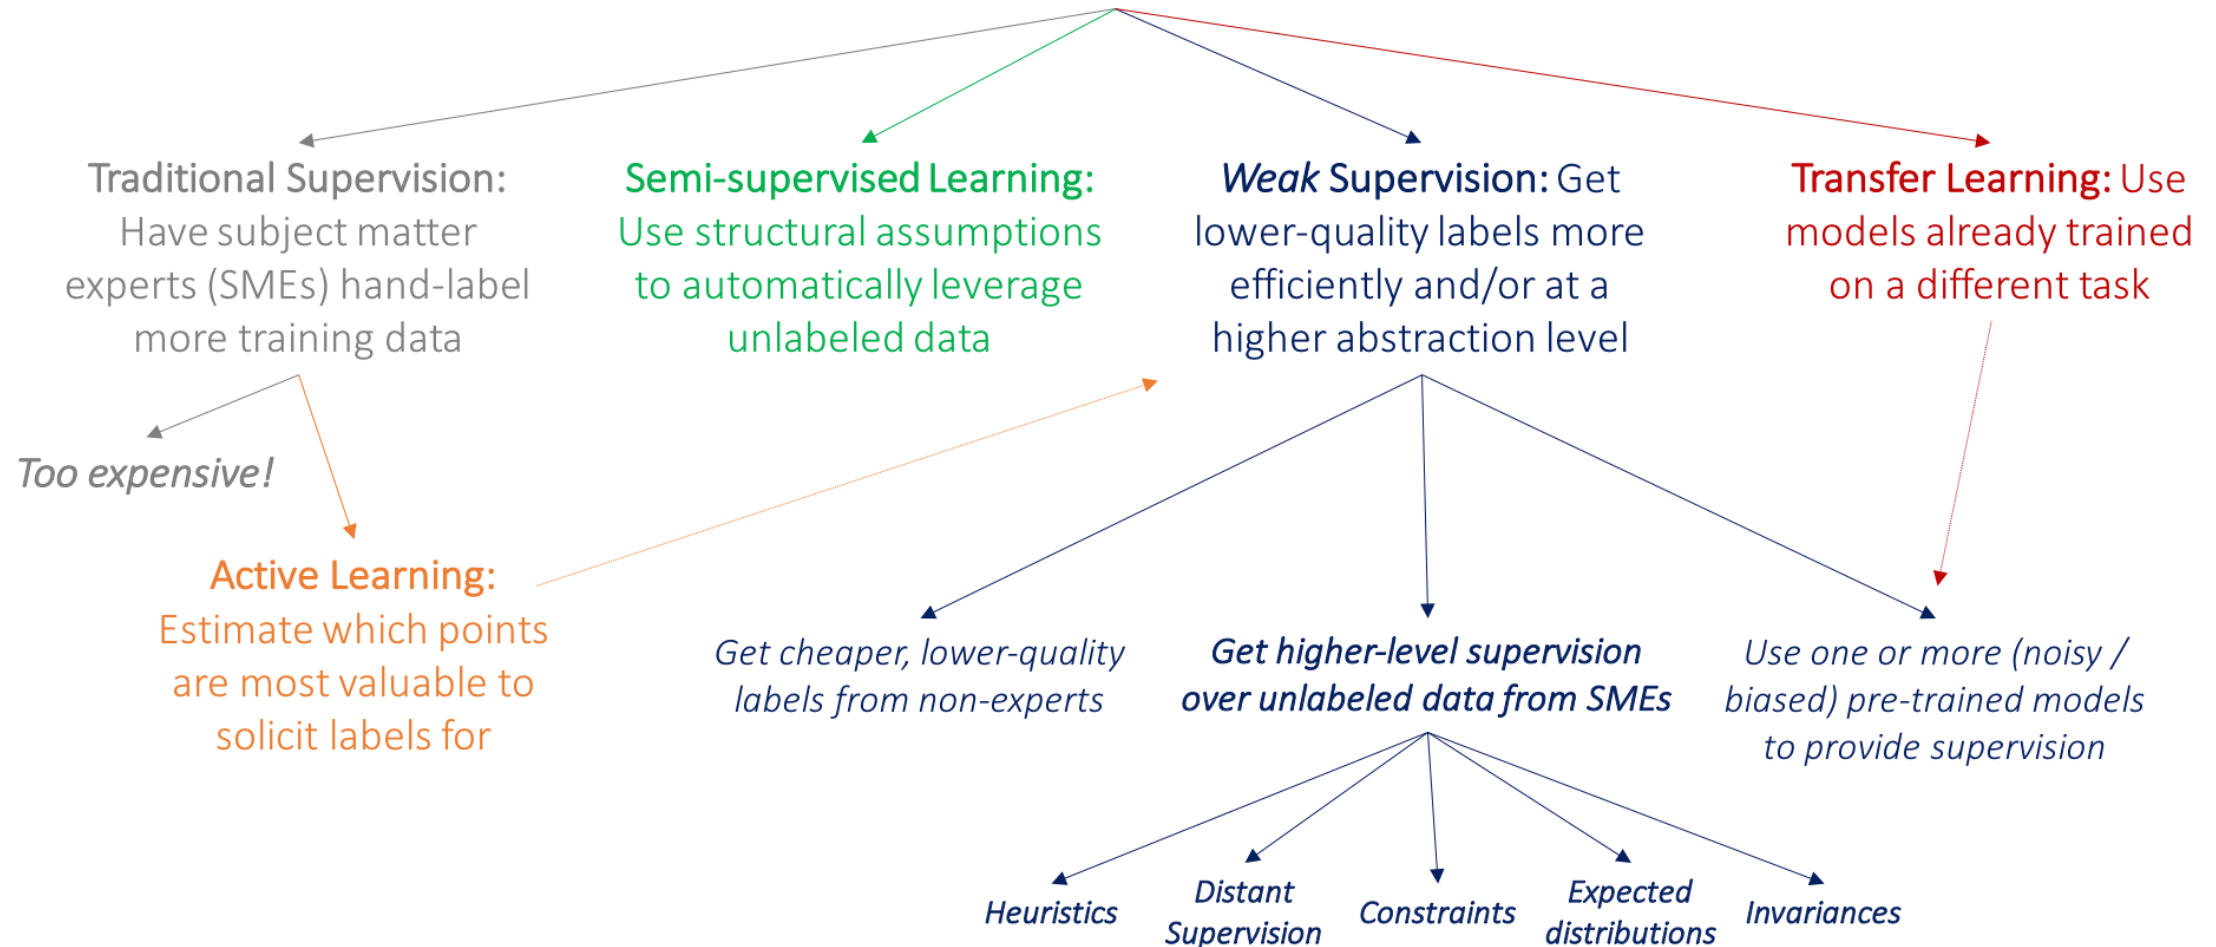 Traditional Supervision:
Have subject matter
experts (SMEs) hand-label
more training data
Semi-supervised Learning:
Use structural assumptions
to automatically leverage
unlabeled data
Weak Supervision: Get
lower-quality labels more
efficiently and/or at a
higher abstraction level
Transfer Learning: Use
models already trained
on a different task
Too expensive!
Active Learning:
Estimate which points
are most valuable to
solicit labels for
Get cheaper, lower-quality
labels from non-experts
Get higher-level supervision
over unlabeled data from SMEs
Use one or more (noisy /
biased) pre-trained models
to provide supervision
Heuristics
Distant
Supervision
Constraints
Expected
distributions
Invariances